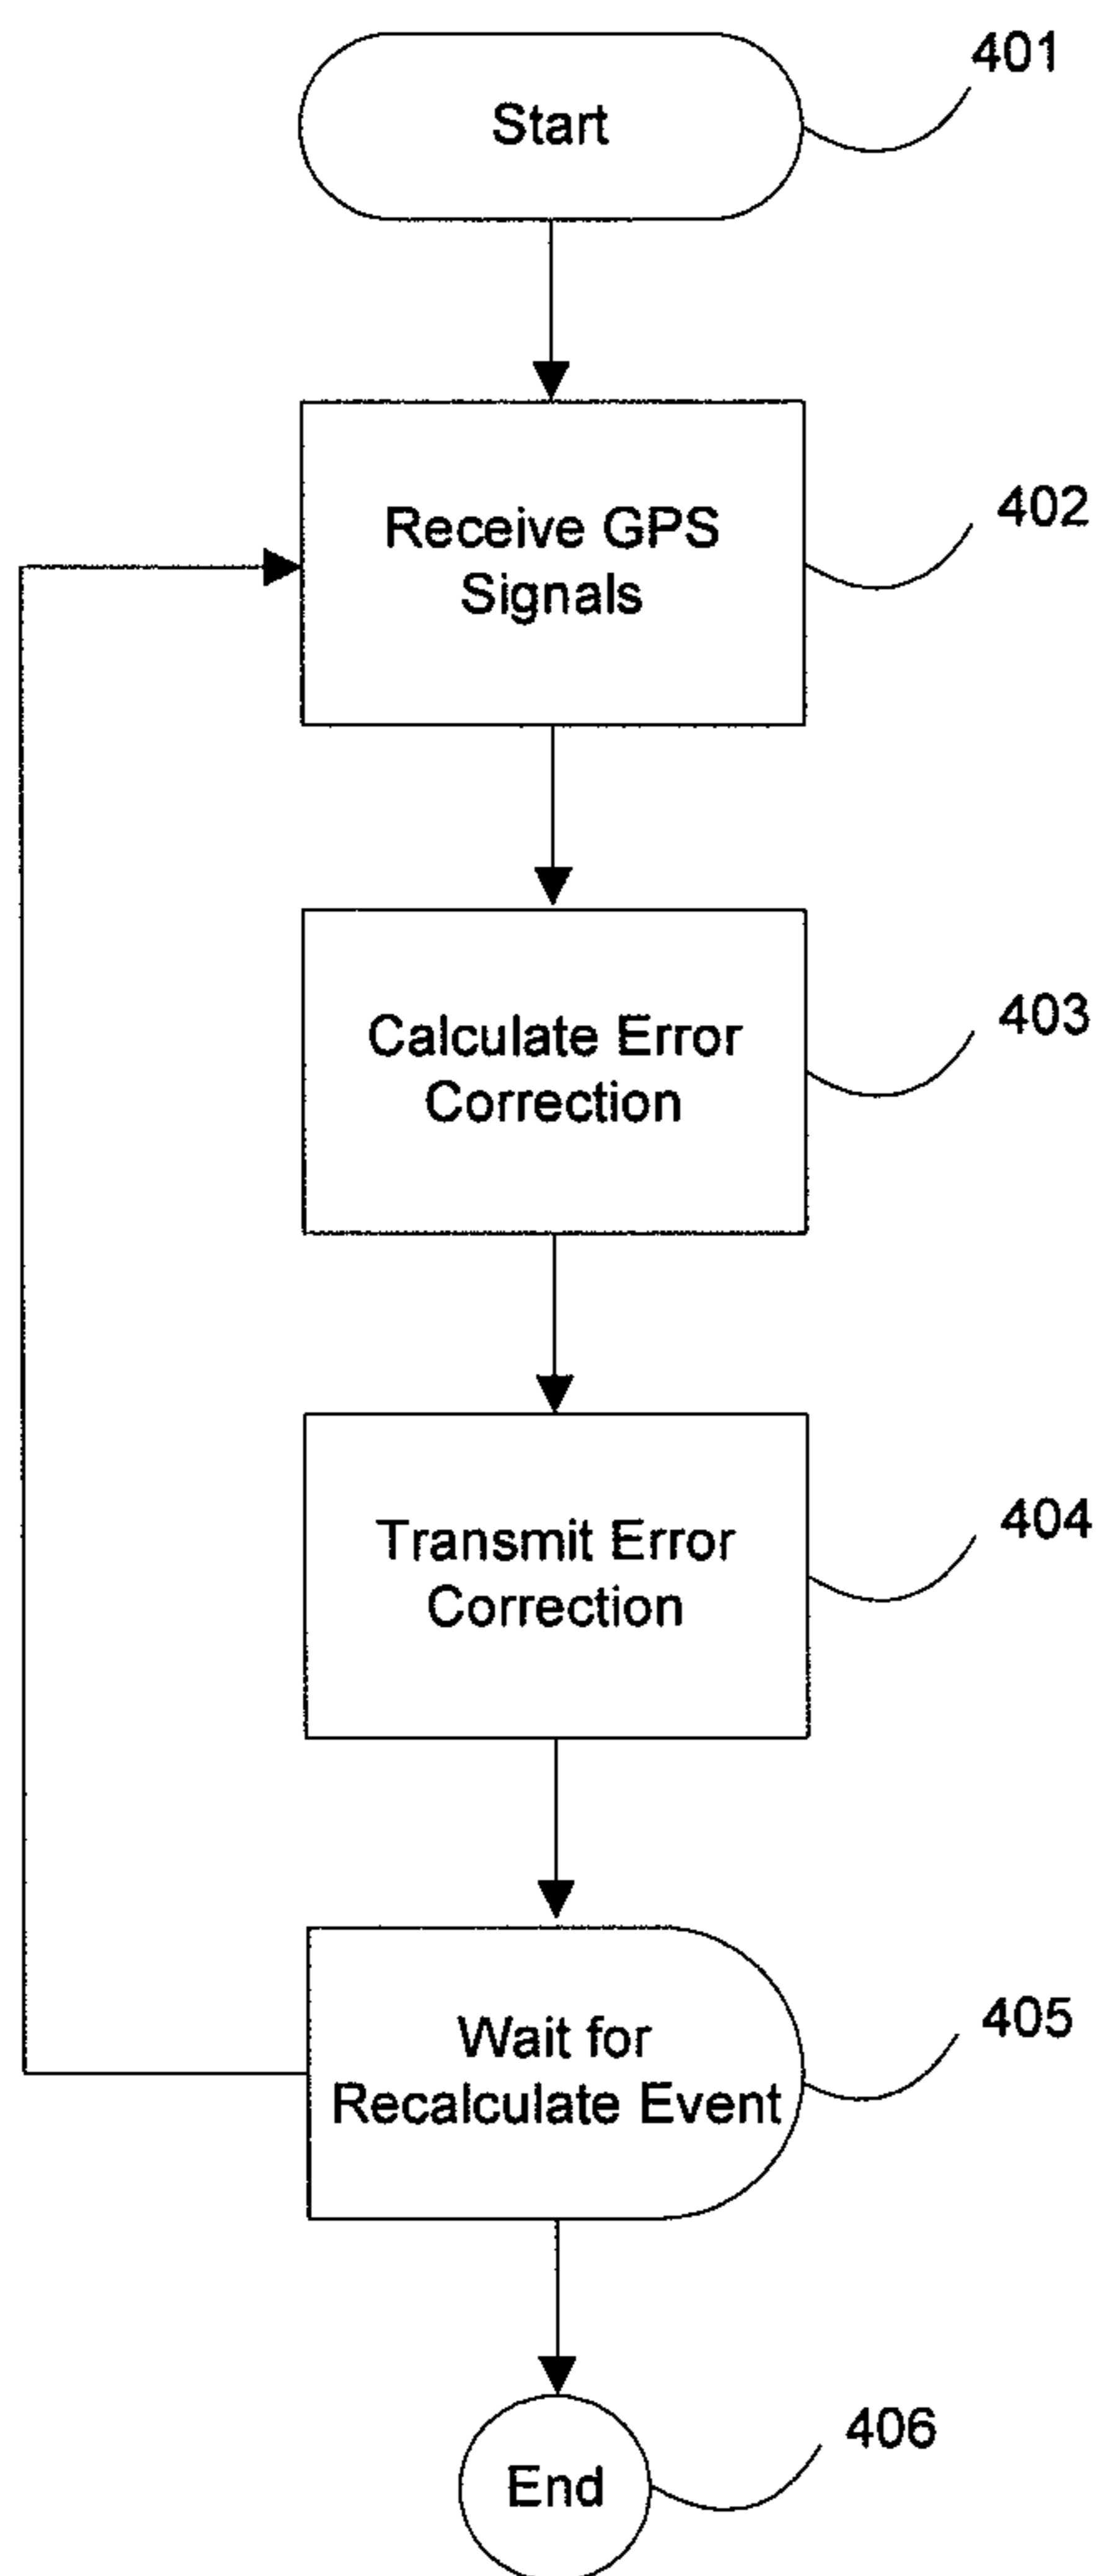 401
Start
402
Receive GPS
Signals
403
Calculate Error
Correction
404
Transmit Error
Correction
405
Wait for
Recalculate Event
406
End